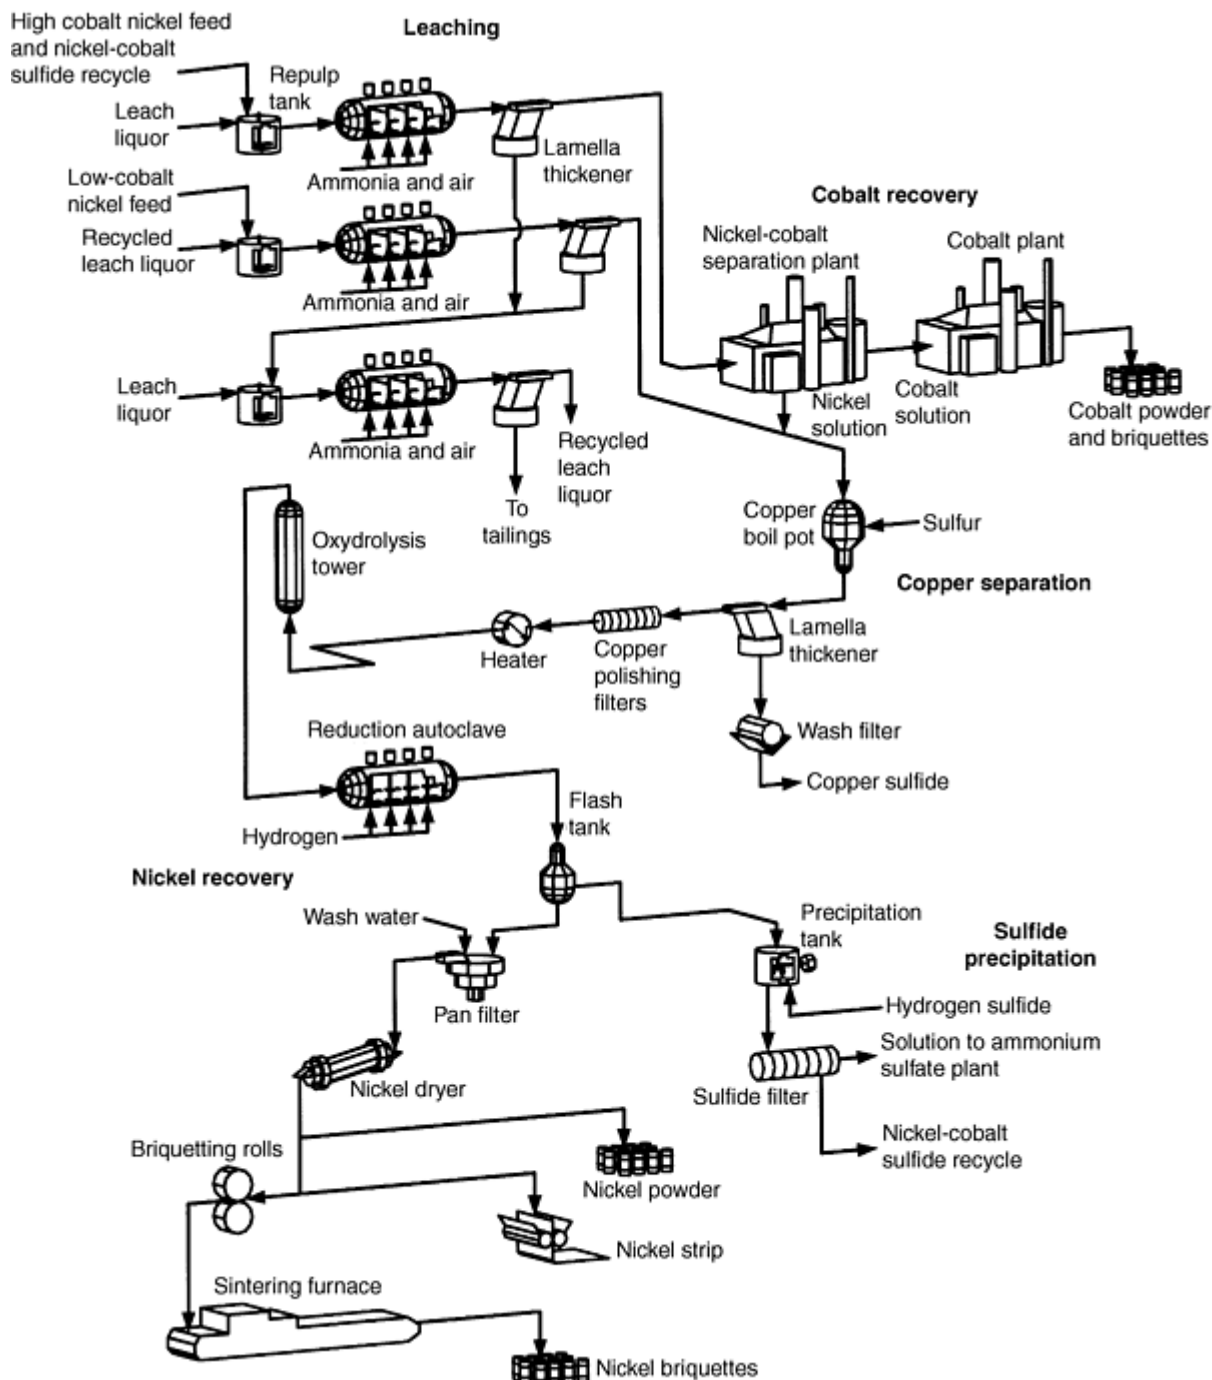 High cobalt nickel feed
and nickel-cobalt
sulfide recycle
Leaching
Repulp
tank
Leach
liquor
Lamella
thickener
Ammonia and air
Low-cobalt
nickel feed
Recycled
leach liquor
Ammonia and air
Cobalt recovery
Nickel-cobalt
separation plant
Cobalt plant
Leach
liquor
Nickel
solution
Cobalt
solution
Cobalt powder
and briquettes
Ammonia and air
Recycled
leach
liquor
To
tailings
Oxydrolysis
tower
Copper
boil pot
Sulfur
Copper separation
Heater
Copper
polishing
filters
Lamella
thickener
Wash filter
Copper sulfide
Reduction autoclave
Flash
tank
Hydrogen
Nickel recovery
Wash water
Precipitation
tank
Sulfide
precipitation
Pan filter
Hydrogen sulfide
Solution to ammonium
sulfate plant
Nickel dryer
Sulfide filter
Nickel-cobalt
sulfide recycle
Briquetting rolls
Nickel powder
Nickel strip
Sintering furnace
Nickel briquettes